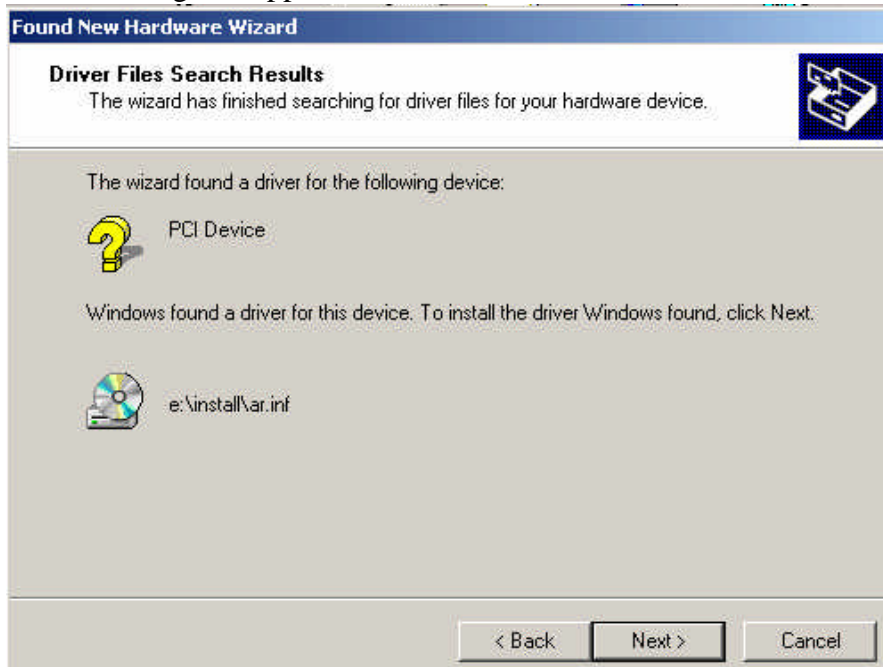 Found New Hardware Wizard
Driver Files Search Results
The wizard has finished searching for driver files for your hardware device.
The wizard found a driver for the following device:
PCI Device
Windows found a driver for this device. To install the driver Windows found, click Next.
e:\install\ar.inf
< Back
Next >
Cancel